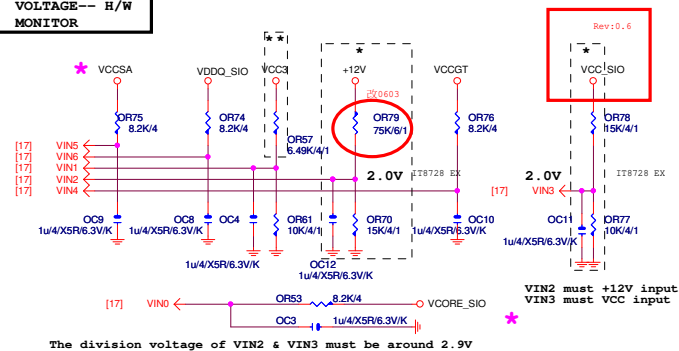 VOLTAGE-- H/W
MONITOR
Rev:0.6
** * *
* VCCSA VDDQ_SIO VCC3 +12V VCCGT VCC_SIO
改0603
OR75 OR74 OR79 OR76 OR78
8.2K/4 8.2K/4 75K/6/1 8.2K/4 15K/4/1
OR57
6.49K/4/1
[17] VIN5
[17] VIN6
[17] VIN1
[17] VIN2 2.0V IT8728 EX 2.0V IT8728 EX
[17] VIN4 [17] VIN3
OC9 OC8 OC4 OR61 OR70 OC10 OC11 OR77
1u/4/X5R/6.3V/K 1u/4/X5R/6.3V/K 10K/4/1 15K/4/1 1u/4/X5R/6.3V/K 10K/4/1
1u/4/X5R/6.3V/K
1u/4/X5R/6.3V/K OC12
1u/4/X5R/6.3V/K
VIN2 must +12V input
VIN3 must VCC input
[17] VIN0 OR53 8.2K/4 VCORE_SIO
OC3 1u/4/X5R/6.3V/K *
The division voltage of VIN2 & VIN3 must be around 2.9V